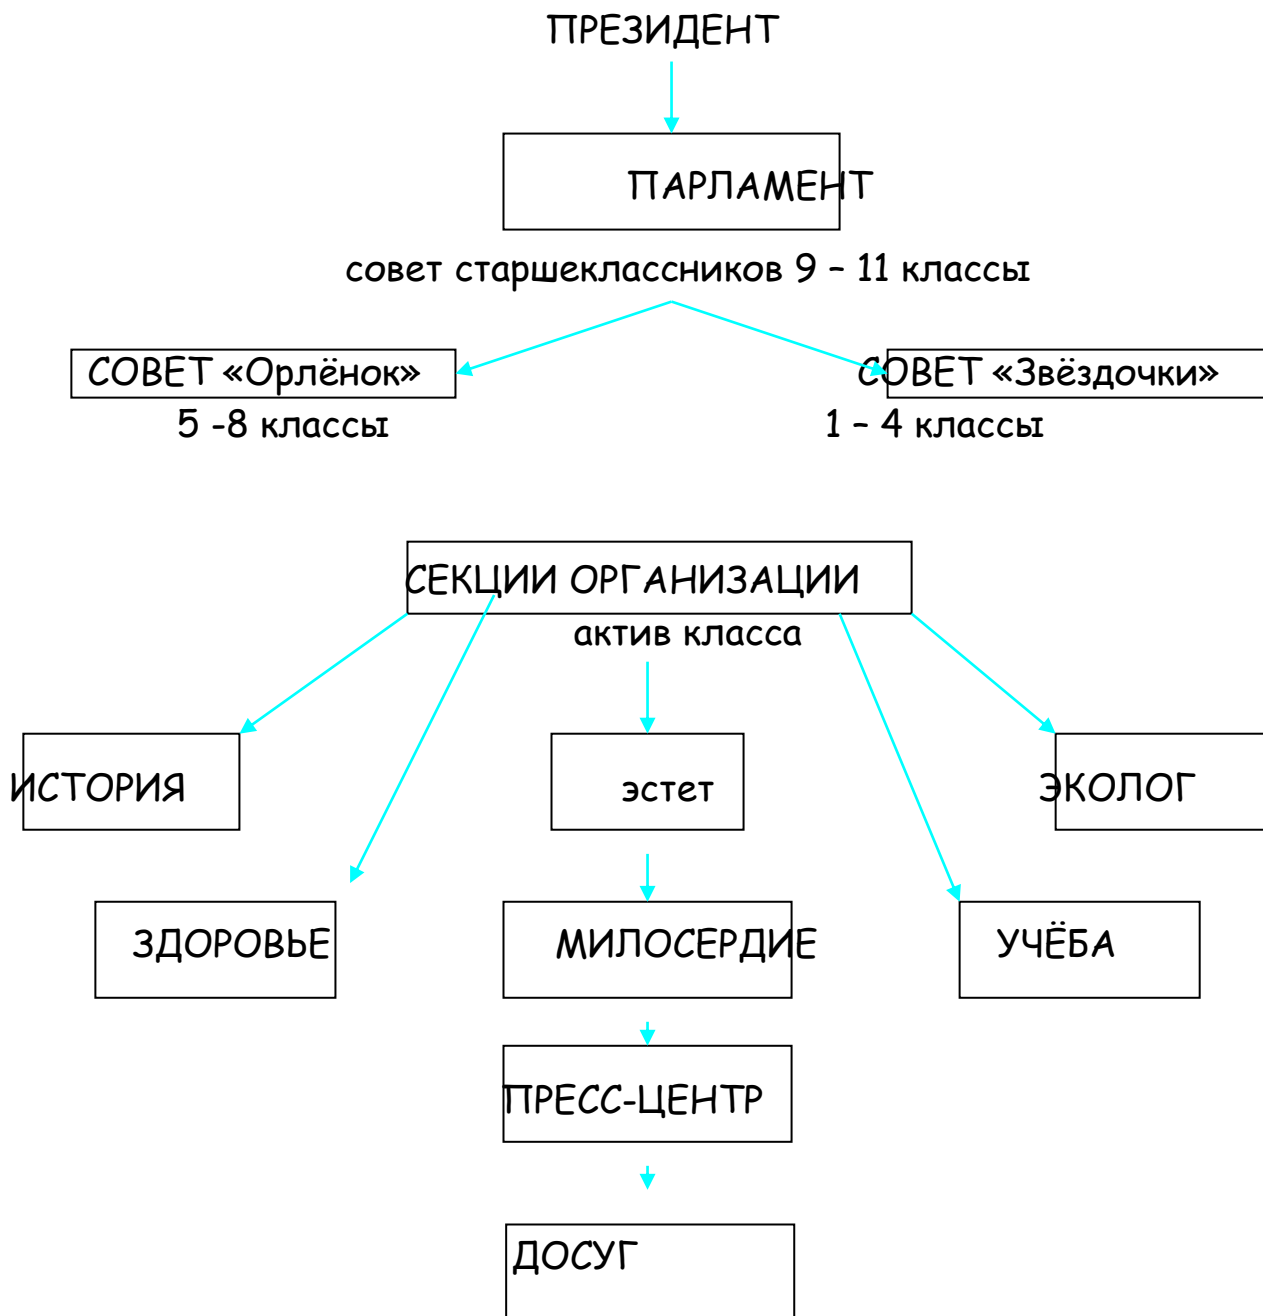 ПРЕЗИДЕНТ
ПАРЛАМЕНТ
совет старшеклассников 9 – 11 классы
СОВЕТ «Орлёнок» СОВЕТ «Звёздочки»
5 -8 классы 1 – 4 классы
СЕКЦИИ ОРГАНИЗАЦИИ
актив класса
ИСТОРИЯ эстет ЭКОЛОГ
ЗДОРОВЬЕ МИЛОСЕРДИЕ УЧЁБА
ПРЕСС-ЦЕНТР
ДОСУГ